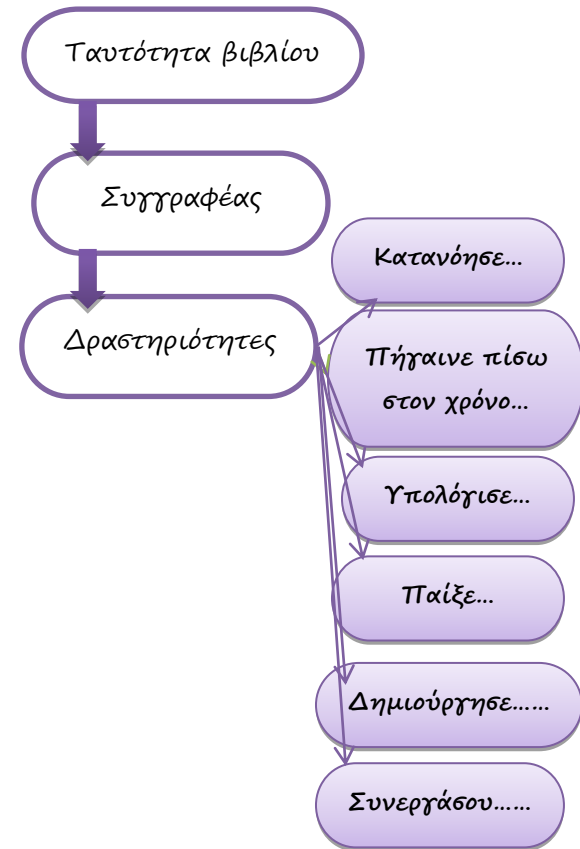 Ταυτότητα βιβλίου
Συγγραφέας
Δραστηριότητες
Κατανόησε...
Πήγαινε πίσω
στον χρόνο...
Υπολόγισε...
Παίξε...
Δημιούργησε......
Συνεργάσου......